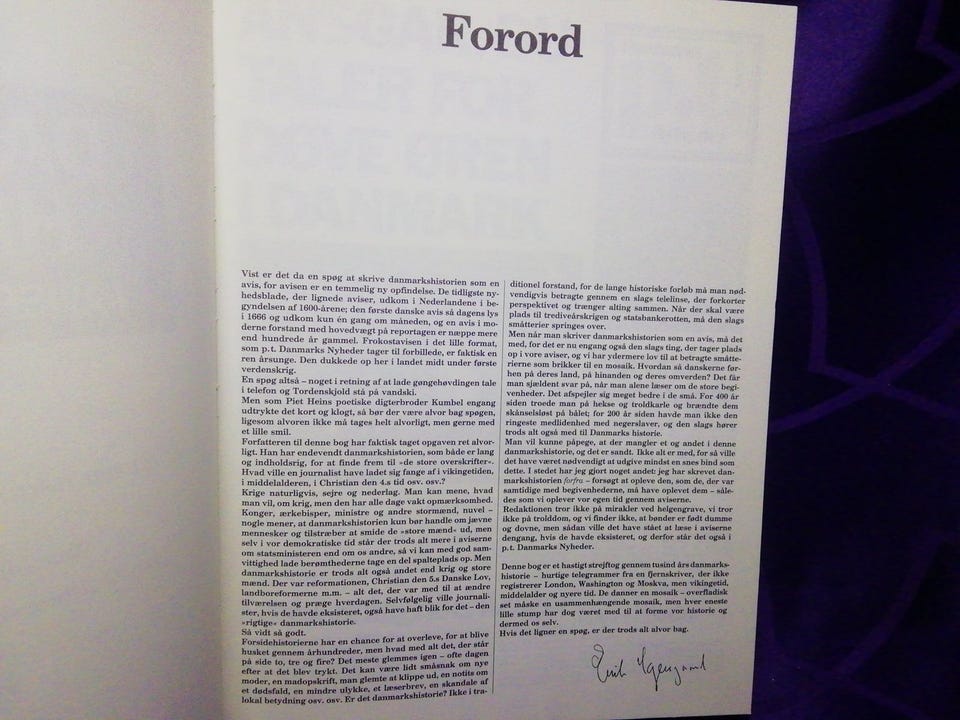 Forord
Vist er det da en spøg at skrive danmarkshistorien som en
avis, for avisen er en temmelig ny opfindelse. De tidligste ny-
hedsblade, der lignede aviser, udkom i Nederlandene i be-
gyndelsen af 1600-årene; den første danske avis så dagens lys
i 1666 og udkom kun én gang om måneden, og en avis i mo-
derne forstand med hovedvægt på reportagen er næppe mere
end hundrede år gammel. Frokostavisen i det lille format,
som p.t. Danmarks Nyheder tager til forbillede, er faktisk en
ren årsunge. Den dukkede op her i landet midt under første
verdenskrig.
En spøg altså – noget i retning af at lade gøngehøvdingen tale
i telefon og Tordenskjold stå på vandski.
Men som Piet Heins poetiske digterbroder Kumbel engang
udtrykte det kort og klogt, så bør der være alvor bag spøgen,
ligesom alvoren ikke må tages helt alvorligt, men gerne med
et lille smil.
Forfatteren til denne bog har faktisk taget opgaven ret alvor-
ligt. Han har endevendt danmarkshistorien, som både er lang
og indholdsrig, for at finde frem til »de store overskrifter«.
Hvad ville en journalist have ladet sig fange af i vikingetiden,
i middelalderen, i Christian den 4.s tid osv. osv.?
Krige naturligvis, sejre og nederlag. Man kan mene, hvad
man vil, om krig, men den har alle dage vakt opmærksomhed.
Konger, ærkebisper, ministre og andre stormænd, nuvel –
nogle mener, at danmarkshistorien kun bør handle om jævne
mennesker og tilstræber at smide de »store mænd« ud, men
selv i vor demokratiske tid står der trods alt mere i aviserne
om statsministeren end om os andre, så vi kan med god sam-
vittighed lade berømthederne tage en del spalteplads op. Men
danmarkshistorie er trods alt også andet end krig og store
mænd. Der var reformationen, Christian den 5.s Danske Lov,
landboreformerne m.m. – alt det, der var med til at ændre
tilværelsen og præge hverdagen. Selvfølgelig ville journali-
ster, hvis de havde eksisteret, også have haft blik for det – den
»rigtige« danmarkshistorie.
Så vidt så godt.
Forsidehistorierne har en chance for at overleve, for at blive
husket gennem århundreder, men hvad med alt det, der står
på side to, tre og fire? Det meste glemmes igen – ofte dagen
efter at det blev trykt. Det kan være lidt småsnak om nye
moder, en madopskrift, man glemte at klippe ud, en notits om
et dødsfald, en mindre ulykke, et læserbrev, en skandale af
lokal betydning osv. osv. Er det danmarkshistorie? Ikke i tra-
ditionel forstand, for de lange historiske forløb må man nød-
vendigvis betragte gennem en slags telelinse, der forkorter
perspektivet og trænger alting sammen. Når der skal være
plads til trediveårskrigen og statsbankerotten, må den slags
småtterier springes over.
Men når man skriver danmarkshistorien som en avis, må det
med, for det er nu engang også den slags ting, der tager plads
op i vore aviser, og vi har ydermere lov til at betragte småtte-
rierne som brikker til en mosaik. Hvordan så danskerne før-
hen på deres land, på hinanden og deres omverden? Det får
man sjældent svar på, når man alene læser om de store begi-
venheder. Det afspejler sig meget bedre i de små. For 400 år
siden troede man på hekse og troldkarle og brændte dem
skånselsløst på bålet; for 200 år siden havde man ikke den
ringeste medlidenhed med negerslaver, og den slags hører
trods alt også med til Danmarks historie.
Man vil kunne påpege, at der mangler et og andet i denne
danmarkshistorie, og det er sandt. Ikke alt er med, for så ville
det have været nødvendigt at udgive mindst en snes bind som
dette. I stedet har jeg gjort noget andet: jeg har skrevet dan-
markshistorien forfra – forsøgt at opleve den, som de, der var
samtidige med begivenhederne, må have oplevet dem – såle-
des som vi oplever vor egen tid gennem aviserne.
Redaktionen tror ikke på mirakler ved helgengrave, vi tror
ikke på trolddom, og vi finder ikke, at bønder er født dumme
og dovne, men sådan ville det have stået at læse i aviserne
dengang, hvis de havde eksisteret, og derfor står det også i
p.t. Danmarks Nyheder.
Denne bog er et hastigt strejftog gennem tusind års danmarks-
historie – hurtige telegrammer fra en fjernskriver, der ikke
registrerer London, Washington og Moskva, men vikingetid,
middelalder og nyere tid. De danner en mosaik – overfladisk
set måske en usammenhængende mosaik, men hver eneste
lille stump har dog været med til at forme vor historie og
dermed os selv.
Hvis det ligner en spøg, er der trods alt alvor bag.